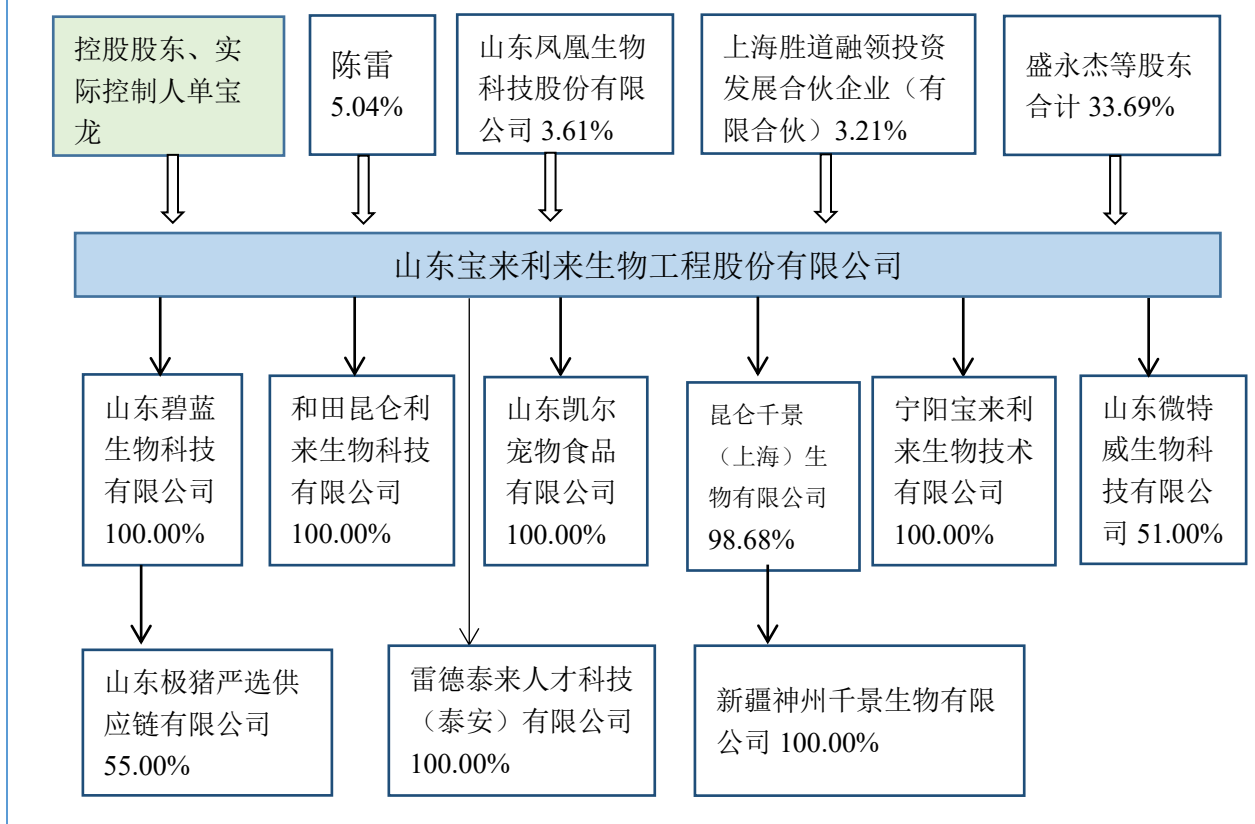 控股股东、实
际控制人单宝
龙
陈雷
5.04%
山东凤凰生物
科技股份有限
公司 3.61%
上海胜道融领投资
发展合伙企业（有
限合伙）3.21%
盛永杰等股东
合计 33.69%
山东宝来利来生物工程股份有限公司
山东碧蓝
生物科技
有限公司
100.00%
和田昆仑利
来生物科技
有限公司
100.00%
山东凯尔
宠物食品
有限公司
100.00%
昆仑千景
（上海）生
物有限公司
98.68%
宁阳宝来利
来生物技术
有限公司
100.00%
山东微特
威生物科
技有限公
司 51.00%
山东极猪严选供
应链有限公司
55.00%
雷德泰来人才科技
（泰安）有限公司
100.00%
新疆神州千景生物有限
公司 100.00%